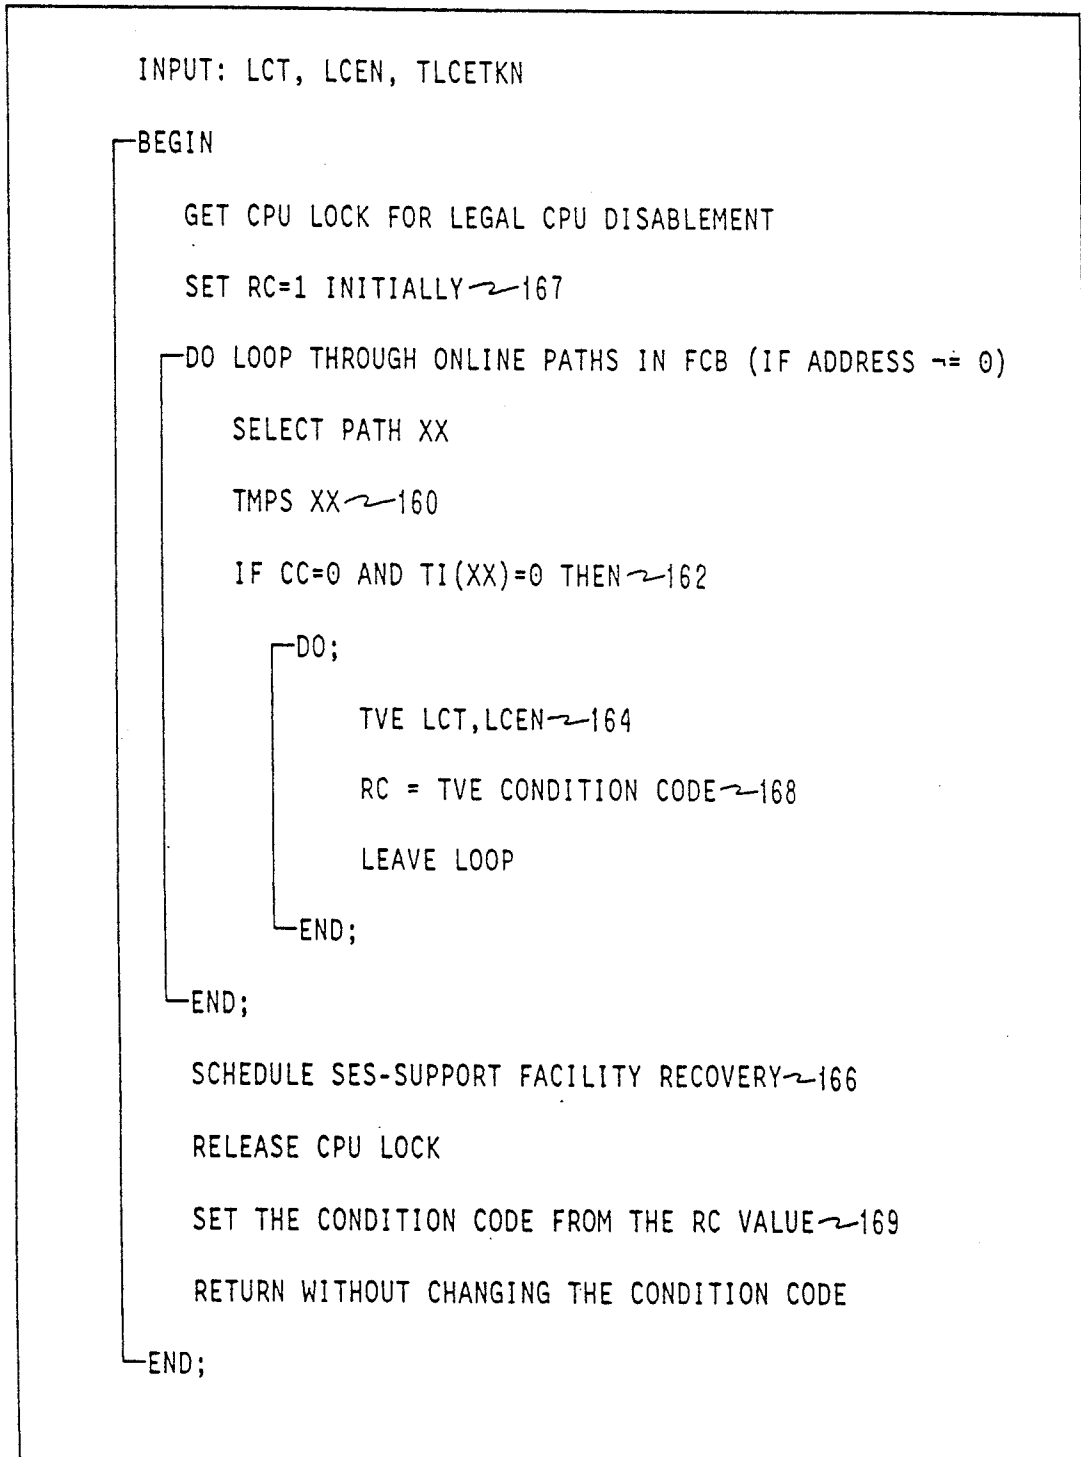 INPUT: LCT, LCEN, TLCETKN
BEGIN
GET CPU LOCK FOR LEGAL CPU DISABLEMENT
SET RC=1 INITIALLY 167
DO LOOP THROUGH ONLINE PATHS IN FCB (IF ADDRESS ¬= 0)
SELECT PATH XX
TMPS XX 160
IF CC=0 AND TI(XX)=0 THEN 162
DO;
TVE LCT,LCEN 164
RC = TVE CONDITION CODE 168
LEAVE LOOP
END;
END;
SCHEDULE SES-SUPPORT FACILITY RECOVERY 166
RELEASE CPU LOCK
SET THE CONDITION CODE FROM THE RC VALUE 169
RETURN WITHOUT CHANGING THE CONDITION CODE
END;